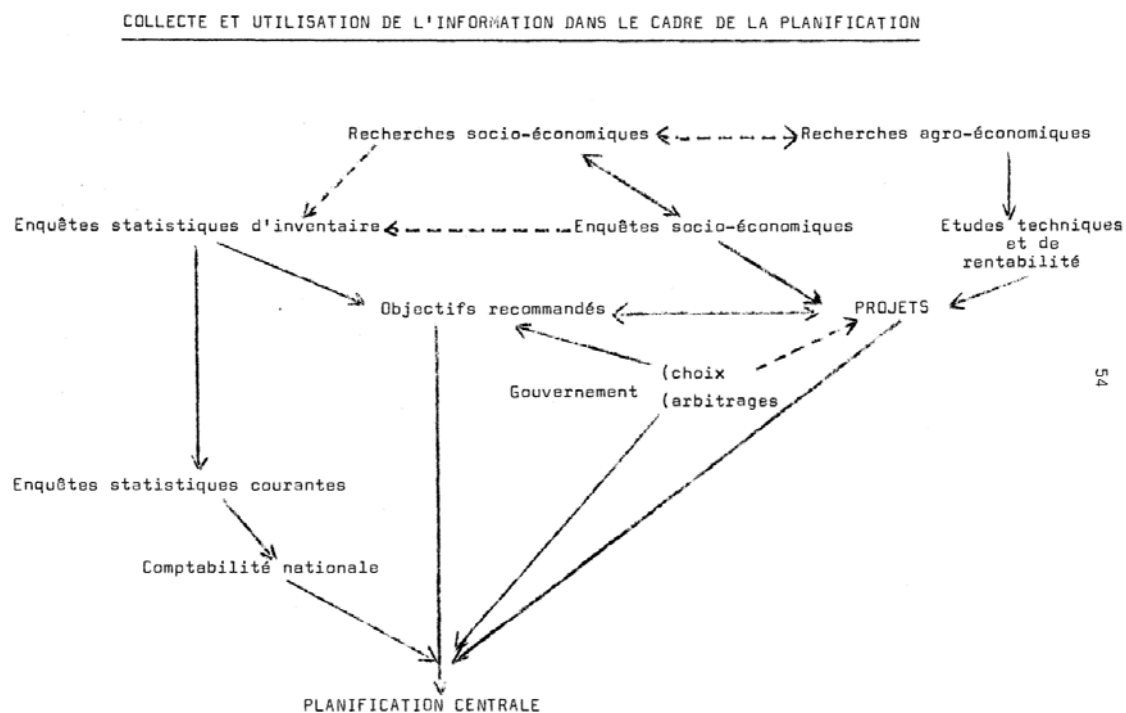 COLLECTE ET UTILISATION DE L'INFORMATION DANS LE CADRE DE LA PLANIFICATION
Recherches socio-économiques
Recherches agro-économiques
Enquêtes statistiques d'inventaire
Enquêtes socio-économiques
Etudes techniques
et de
rentabilité
Objectifs recommandés
PROJETS
Gouvernement
(choix
(arbitrages
54
Enquêtes statistiques courantes
Comptabilité nationale
PLANIFICATION CENTRALE